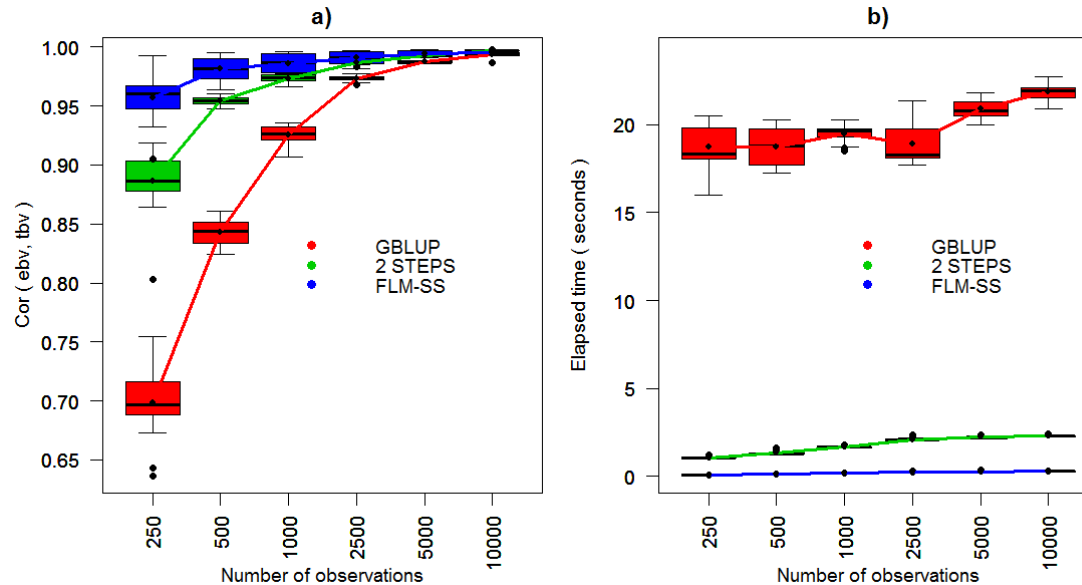 a)
Cor ( ebv, tbv )
1.00
0.95
0.90
0.85
0.80
0.75
0.70
0.65
GBLUP
2 STEPS
FLM-SS
250
500
1000
2500
5000
10000
Number of observations
b)
Elapsed time ( seconds )
20
15
10
5
0
GBLUP
2 STEPS
FLM-SS
250
500
1000
2500
5000
10000
Number of observations